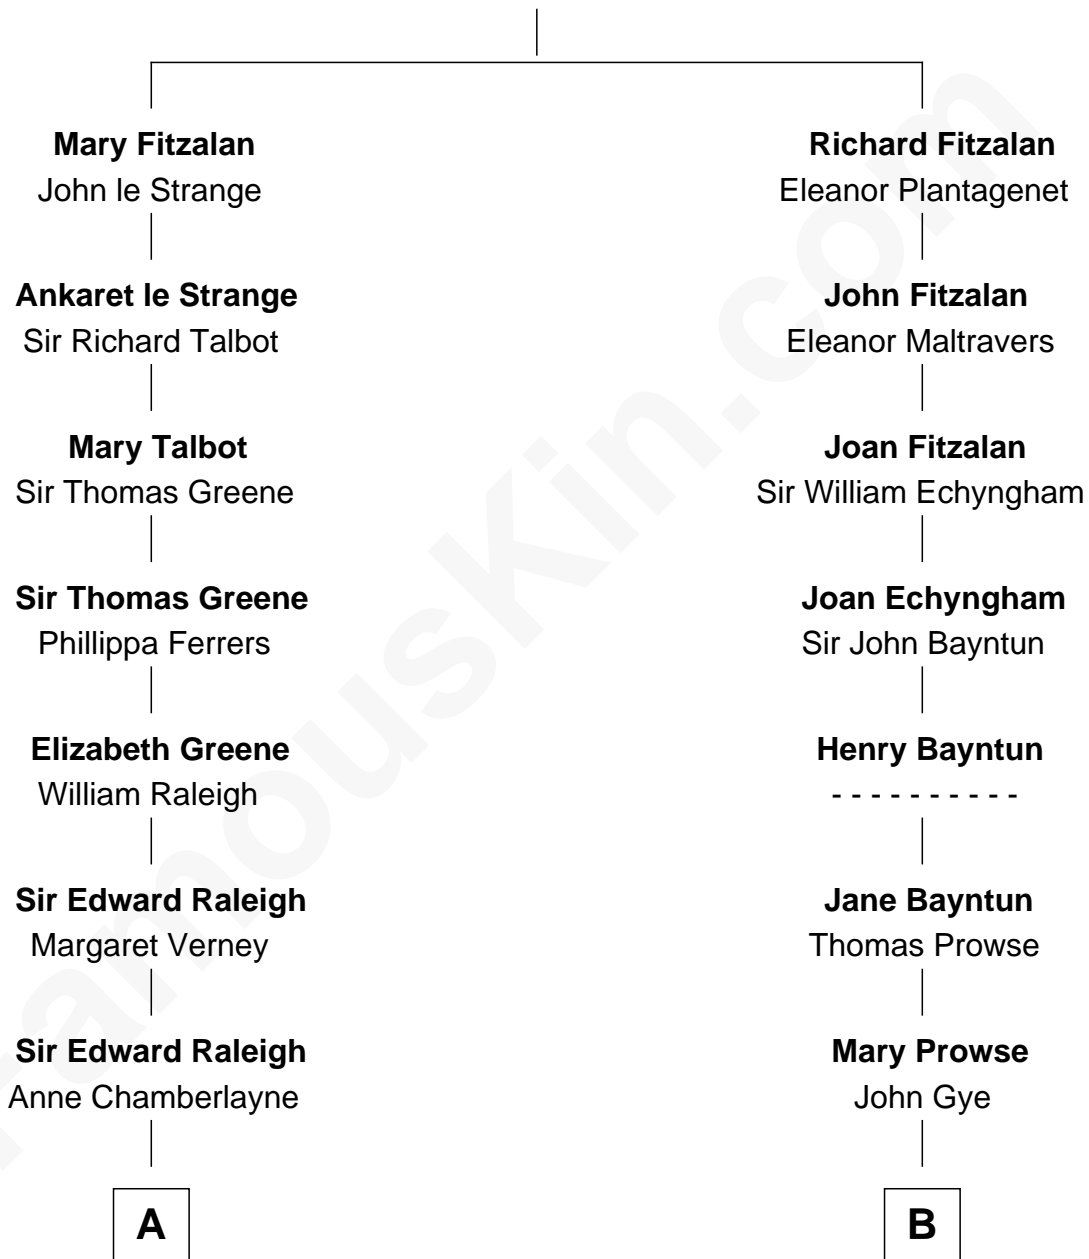 Mary Fitzalan
John le Strange
Ankaret le Strange
Sir Richard Talbot
Mary Talbot
Sir Thomas Greene
Sir Thomas Greene
Phillippa Ferrers
Elizabeth Greene
William Raleigh
Sir Edward Raleigh
Margaret Verney
Sir Edward Raleigh
Anne Chamberlayne
A
Richard Fitzalan
Eleanor Plantagenet
John Fitzalan
Eleanor Maltravers
Joan Fitzalan
Sir William Echyngham
Joan Echyngham
Sir John Bayntun
Henry Bayntun
- - - - - - - - - -
Jane Bayntun
Thomas Prowse
Mary Prowse
John Gye
B
FamousKin.com